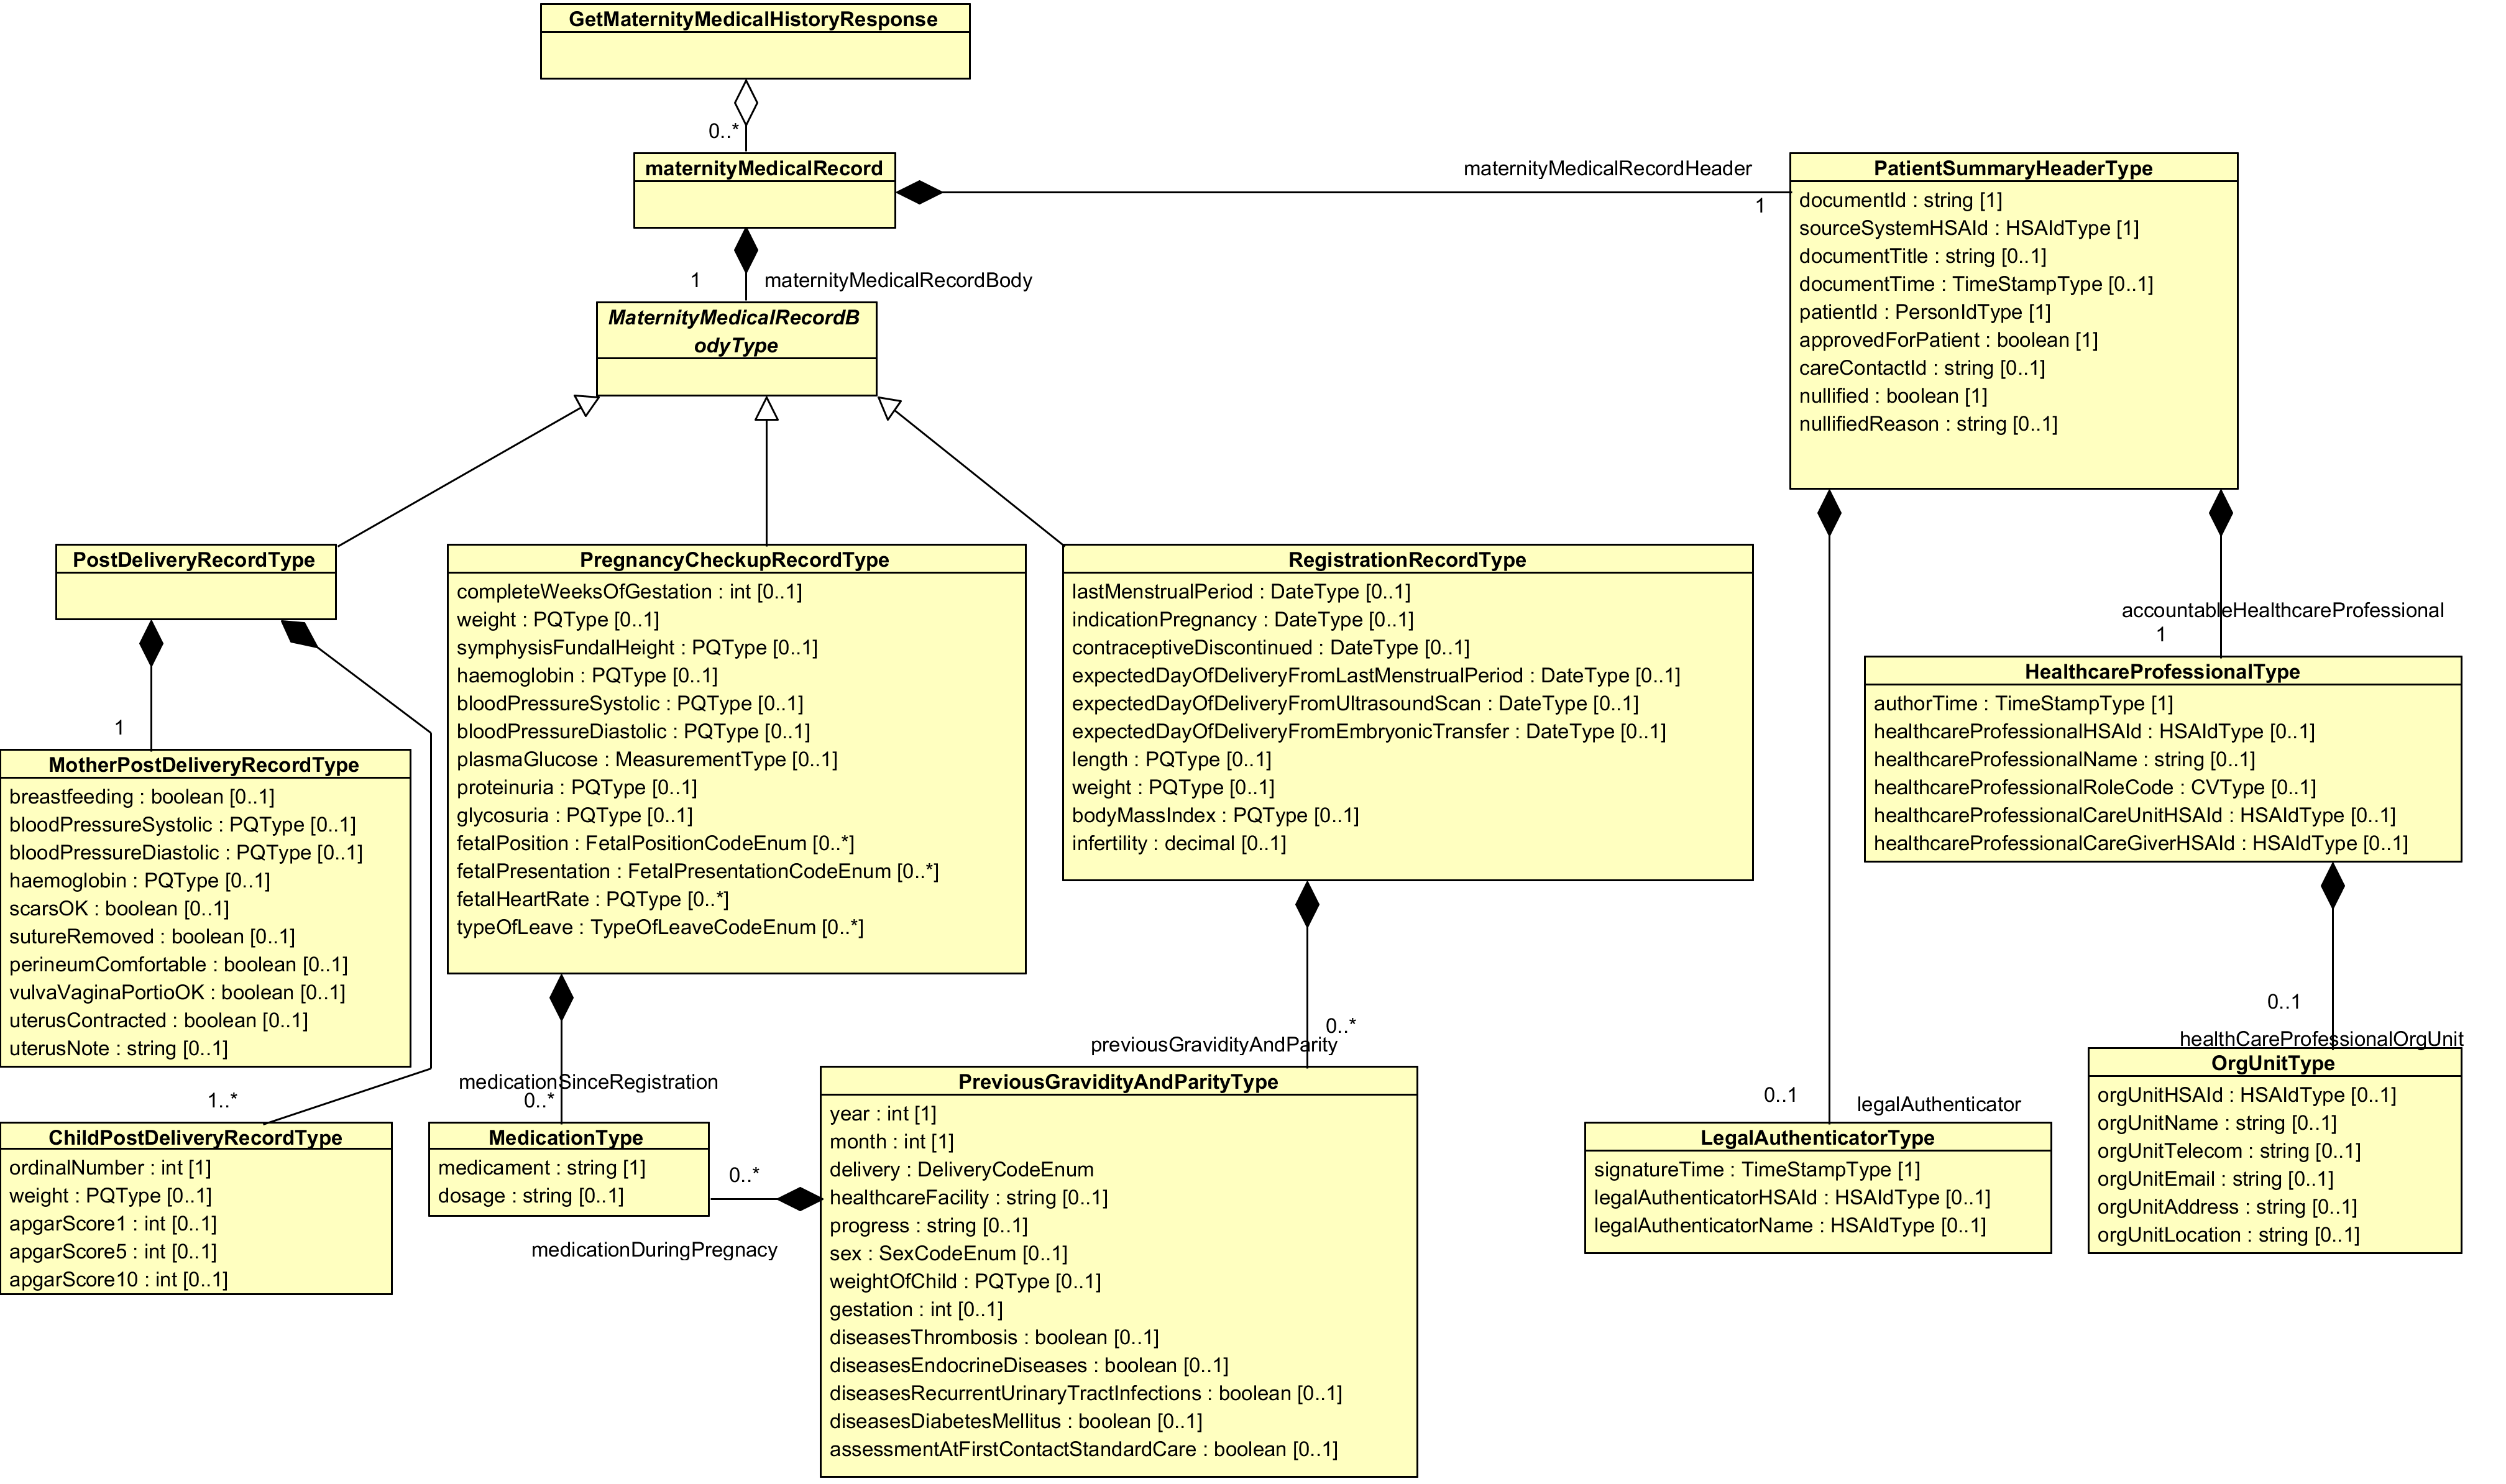 GetMaternityMedicalHistoryResponse
0..*
maternityMedicalRecord
maternityMedicalRecordHeader
1
1
maternityMedicalRecordBody
MaternityMedicalRecordB
odyType
PatientSummaryHeaderType
documentId : string [1]
sourceSystemHSAId : HSAIdType [1]
documentTitle : string [0..1]
documentTime : TimeStampType [0..1]
patientId : PersonIdType [1]
approvedForPatient : boolean [1]
careContactId : string [0..1]
nullified : boolean [1]
nullifiedReason : string [0..1]
PostDeliveryRecordType
1
MotherPostDeliveryRecordType
breastfeeding : boolean [0..1]
bloodPressureSystolic : PQType [0..1]
bloodPressureDiastolic : PQType [0..1]
haemoglobin : PQType [0..1]
scarsOK : boolean [0..1]
sutureRemoved : boolean [0..1]
perineumComfortable : boolean [0..1]
vulvaVaginaPortioOK : boolean [0..1]
uterusContracted : boolean [0..1]
uterusNote : string [0..1]
1..*
ChildPostDeliveryRecordType
ordinalNumber : int [1]
weight : PQType [0..1]
apgarScore1 : int [0..1]
apgarScore5 : int [0..1]
apgarScore10 : int [0..1]
PregnancyCheckupRecordType
completeWeeksOfGestation : int [0..1]
weight : PQType [0..1]
symphysisFundalHeight : PQType [0..1]
haemoglobin : PQType [0..1]
bloodPressureSystolic : PQType [0..1]
bloodPressureDiastolic : PQType [0..1]
plasmaGlucose : MeasurementType [0..1]
proteinuria : PQType [0..1]
glycosuria : PQType [0..1]
fetalPosition : FetalPositionCodeEnum [0..*]
fetalPresentation : FetalPresentationCodeEnum [0..*]
fetalHeartRate : PQType [0..*]
typeOfLeave : TypeOfLeaveCodeEnum [0..*]
medicationSinceRegistration
0..*
MedicationType
medicament : string [1]
dosage : string [0..1]
0..*
medicationDuringPregnacy
RegistrationRecordType
lastMenstrualPeriod : DateType [0..1]
indicationPregnancy : DateType [0..1]
contraceptiveDiscontinued : DateType [0..1]
expectedDayOfDeliveryFromLastMenstrualPeriod : DateType [0..1]
expectedDayOfDeliveryFromUltrasoundScan : DateType [0..1]
expectedDayOfDeliveryFromEmbryonicTransfer : DateType [0..1]
length : PQType [0..1]
weight : PQType [0..1]
bodyMassIndex : PQType [0..1]
infertility : decimal [0..1]
0..*
previousGravidityAndParity
PreviousGravidityAndParityType
year : int [1]
month : int [1]
delivery : DeliveryCodeEnum
healthcareFacility : string [0..1]
progress : string [0..1]
sex : SexCodeEnum [0..1]
weightOfChild : PQType [0..1]
gestation : int [0..1]
diseasesThrombosis : boolean [0..1]
diseasesEndocrineDiseases : boolean [0..1]
diseasesRecurrentUrinaryTractInfections : boolean [0..1]
diseasesDiabetesMellitus : boolean [0..1]
assessmentAtFirstContactStandardCare : boolean [0..1]
accountableHealthcareProfessional
1
HealthcareProfessionalType
authorTime : TimeStampType [1]
healthcareProfessionalHSAId : HSAIdType [0..1]
healthcareProfessionalName : string [0..1]
healthcareProfessionalRoleCode : CVType [0..1]
healthcareProfessionalCareUnitHSAId : HSAIdType [0..1]
healthcareProfessionalCareGiverHSAId : HSAIdType [0..1]
0..1
legalAuthenticator
LegalAuthenticatorType
signatureTime : TimeStampType [1]
legalAuthenticatorHSAId : HSAIdType [0..1]
legalAuthenticatorName : HSAIdType [0..1]
0..1
healthCareProfessionalOrgUnit
OrgUnitType
orgUnitHSAId : HSAIdType [0..1]
orgUnitName : string [0..1]
orgUnitTelecom : string [0..1]
orgUnitEmail : string [0..1]
orgUnitAddress : string [0..1]
orgUnitLocation : string [0..1]